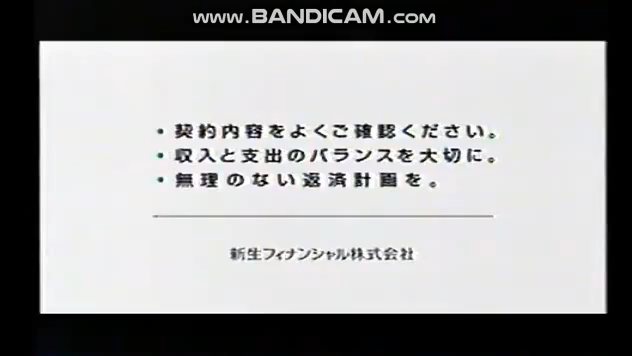 www.BANDICAM.com
・契約内容をよくご確認ください。
・収入と支出のバランスを大切に。
・無理のない返済計画を。
新生フィナンシャル株式会社